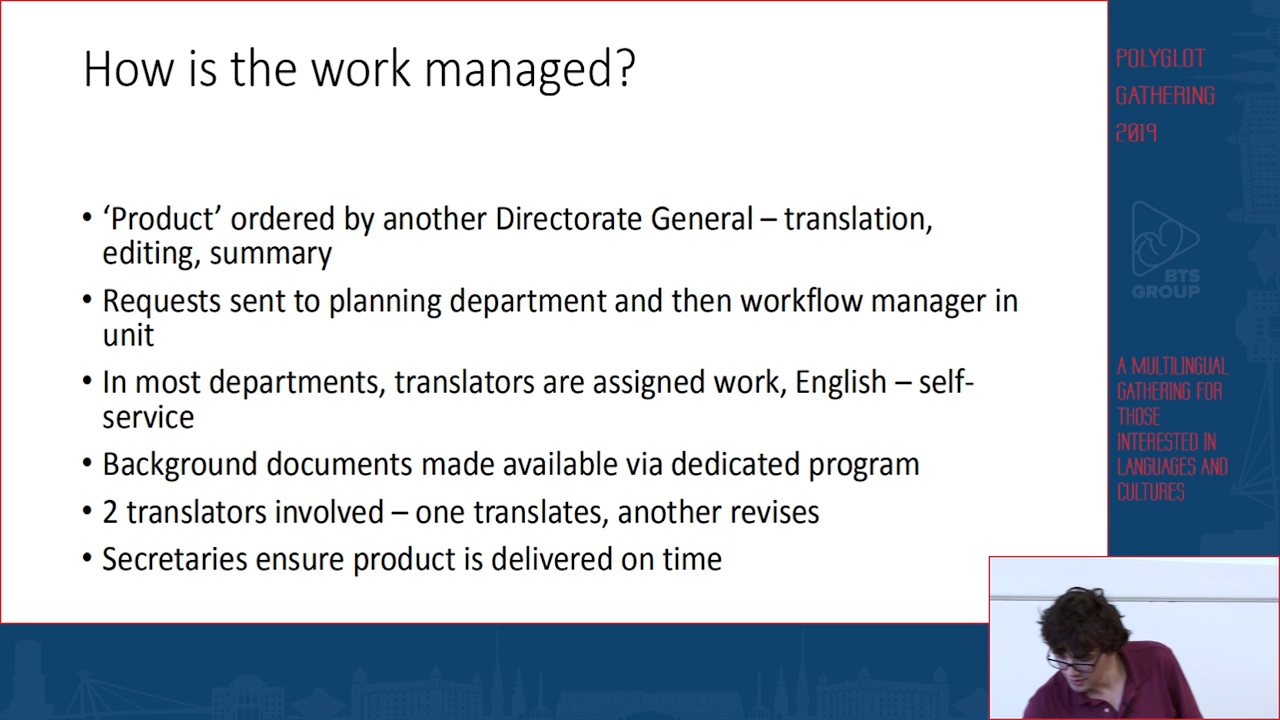 How is the work managed?
• ‘Product’ ordered by another Directorate General – translation,
editing, summary
• Requests sent to planning department and then workflow manager in
unit
• In most departments, translators are assigned work, English – self-
service
• Background documents made available via dedicated program
• 2 translators involved – one translates, another revises
• Secretaries ensure product is delivered on time
POLYGLOT
GATHERING
2019
BTS
GROUP
A MULTILINGUAL
GATHERING FOR
THOSE
INTERESTED IN
LANGUAGES AND
CULTURES